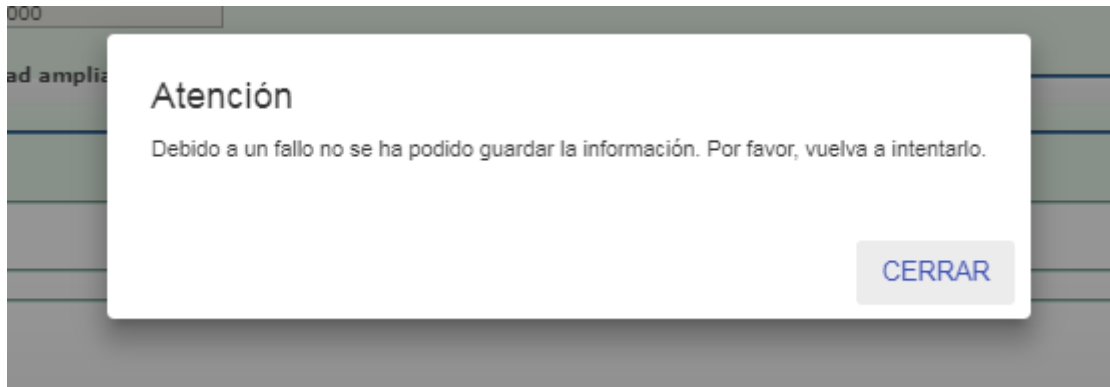 000
ad amplia
Atención
Debido a un fallo no se ha podido guardar la información. Por favor, vuelva a intentarlo.
CERRAR